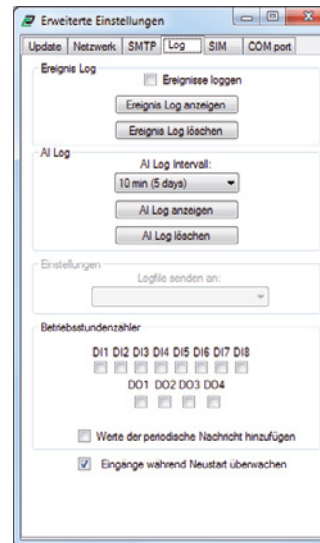 Erweiterte Einstellungen
Update Netzwerk SMTP Log SIM COM port
Ereignis Log
Ereignisse loggen
Ereignis Log anzeigen
Ereignis Log löschen
AI Log
AI Log Intervall:
10 min (5 days)
AI Log anzeigen
AI Log löschen
Einstellungen
Logfile senden an:
Betriebsstundenzahler
DI1 DI2 DI3 DI4 DI5 DI6 DI7 DI8
DO1 DO2 DO3 DO4
Werte der periodische Nachricht hinzufügen
Eingänge während Neustart überwachen